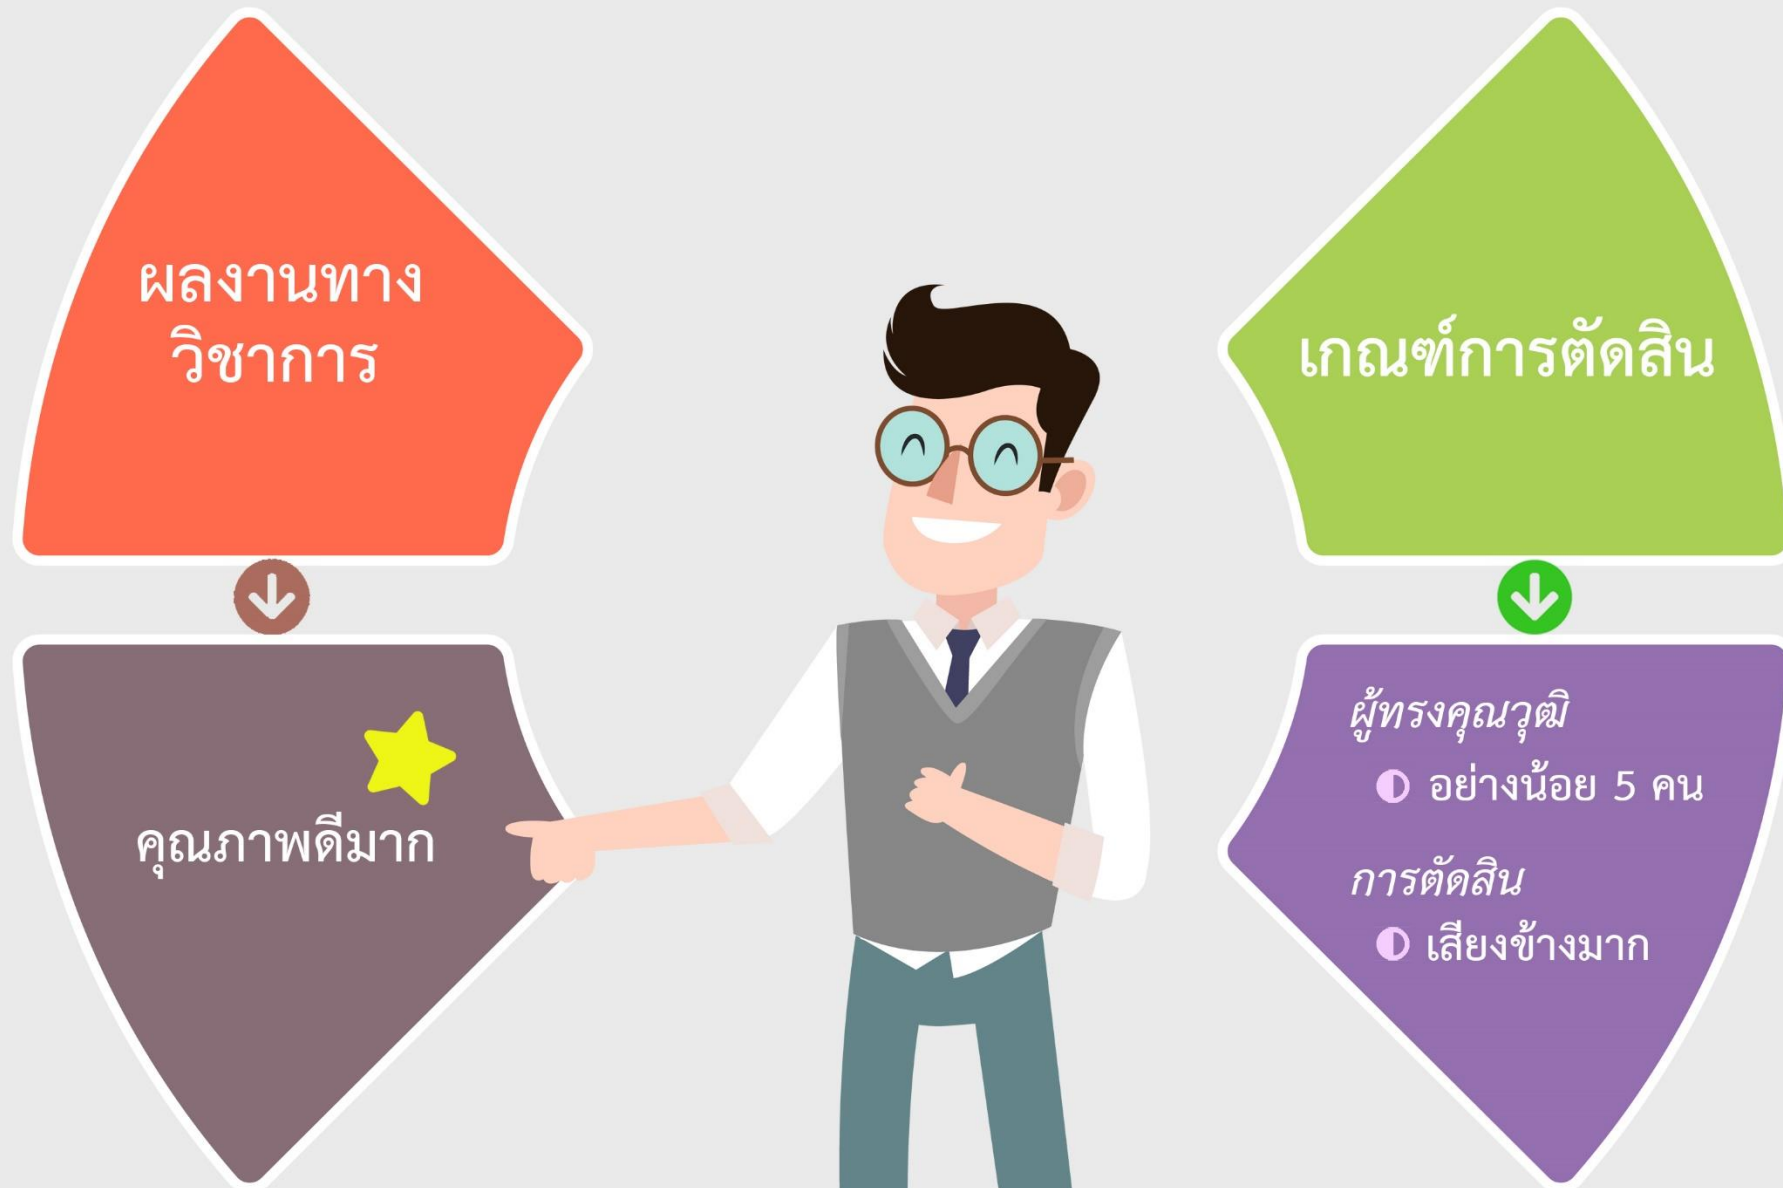 ผลงานทาง
วิชาการ
คุณภาพดีมาก
เกณฑ์การตัดสิน
ผู้ทรงคุณวุฒิ
อย่างน้อย 5 คน
การตัดสิน
เสียงข้างมาก